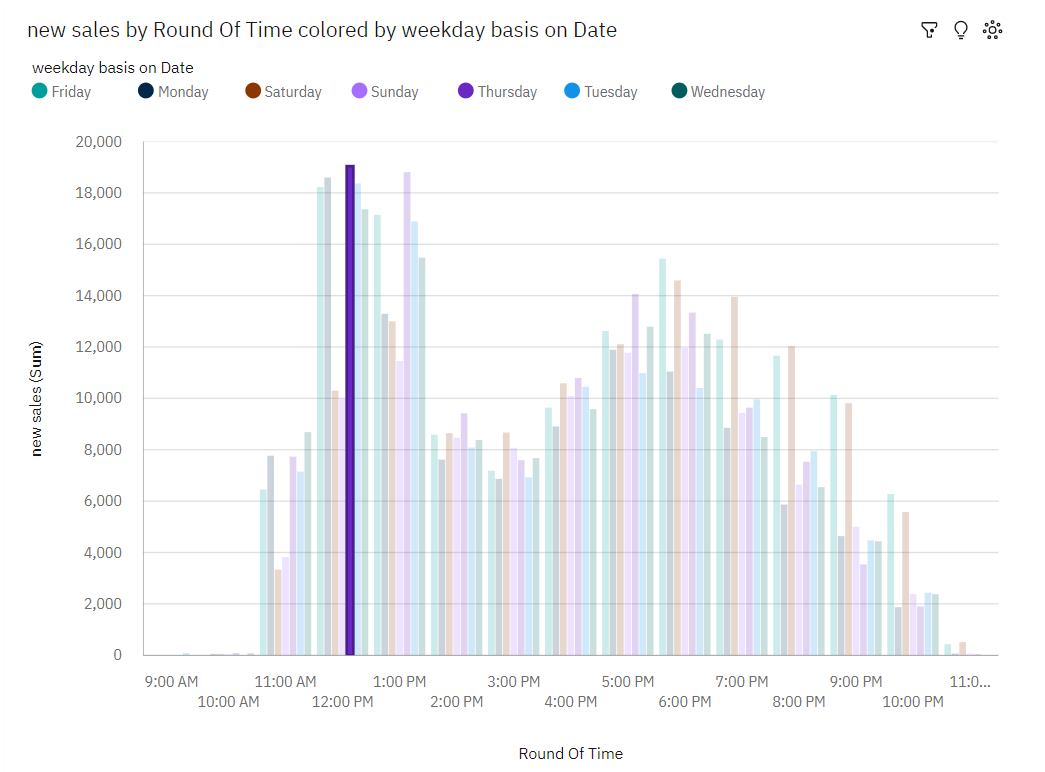 new sales by Round Of Time colored by weekday basis on Date
weekday basis on Date
Friday Monday Saturday Sunday Thursday Tuesday Wednesday
20,000
18,000
16,000
14,000
12,000
10,000
8,000
6,000
4,000
2,000
0
new sales (Sum)
9:00 AM 11:00 AM 1:00 PM 3:00 PM 5:00 PM 7:00 PM 9:00 PM 11:0...
10:00 AM 12:00 PM 2:00 PM 4:00 PM 6:00 PM 8:00 PM 10:00 PM
Round Of Time